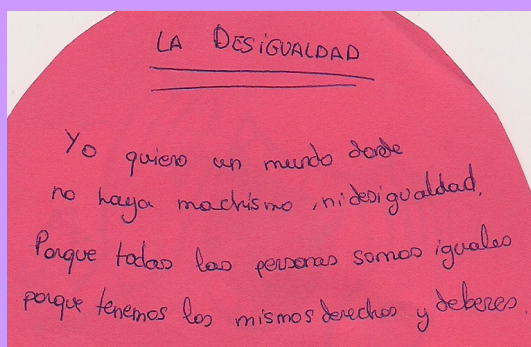 LA DESIGUALDAD
Yo quiero un mundo donde
no haya machismo, ni desigualdad.
Porque todas las personas somos iguales
porque tenemos los mismos derechos y deberes.